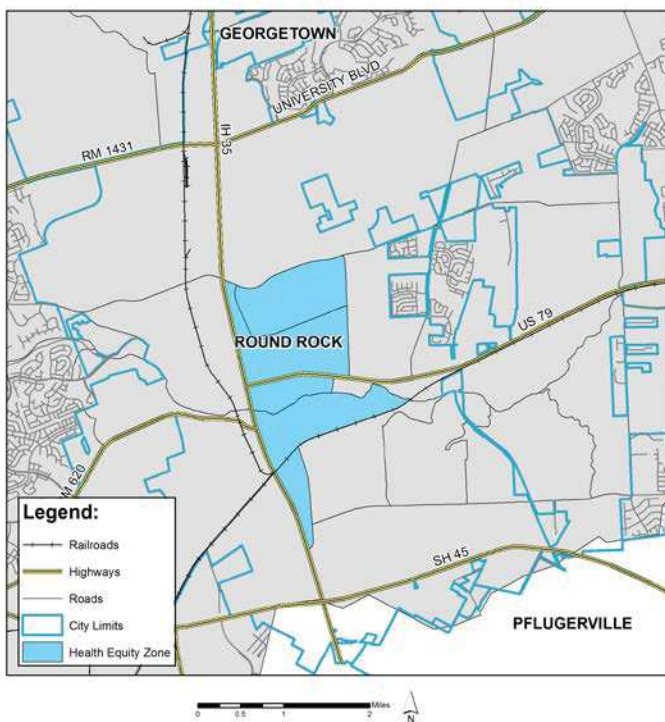 GEORGETOWN
UNIVERSITY BLVD
IH 35
RM 1431
ROUND ROCK
US 79
M 620
SH 45
PFLUGERVILLE
Legend:
Railroads
Highways
Roads
City Limits
Health Equity Zone
Miles
0 0.5 1 2
N